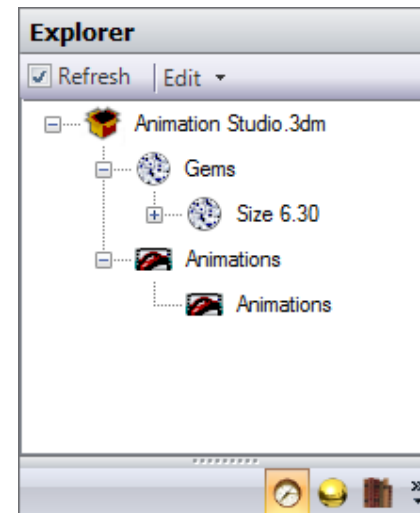 Explorer
Refresh Edit
Animation Studio.3dm
Gems
Size 6.30
Animations
Animations